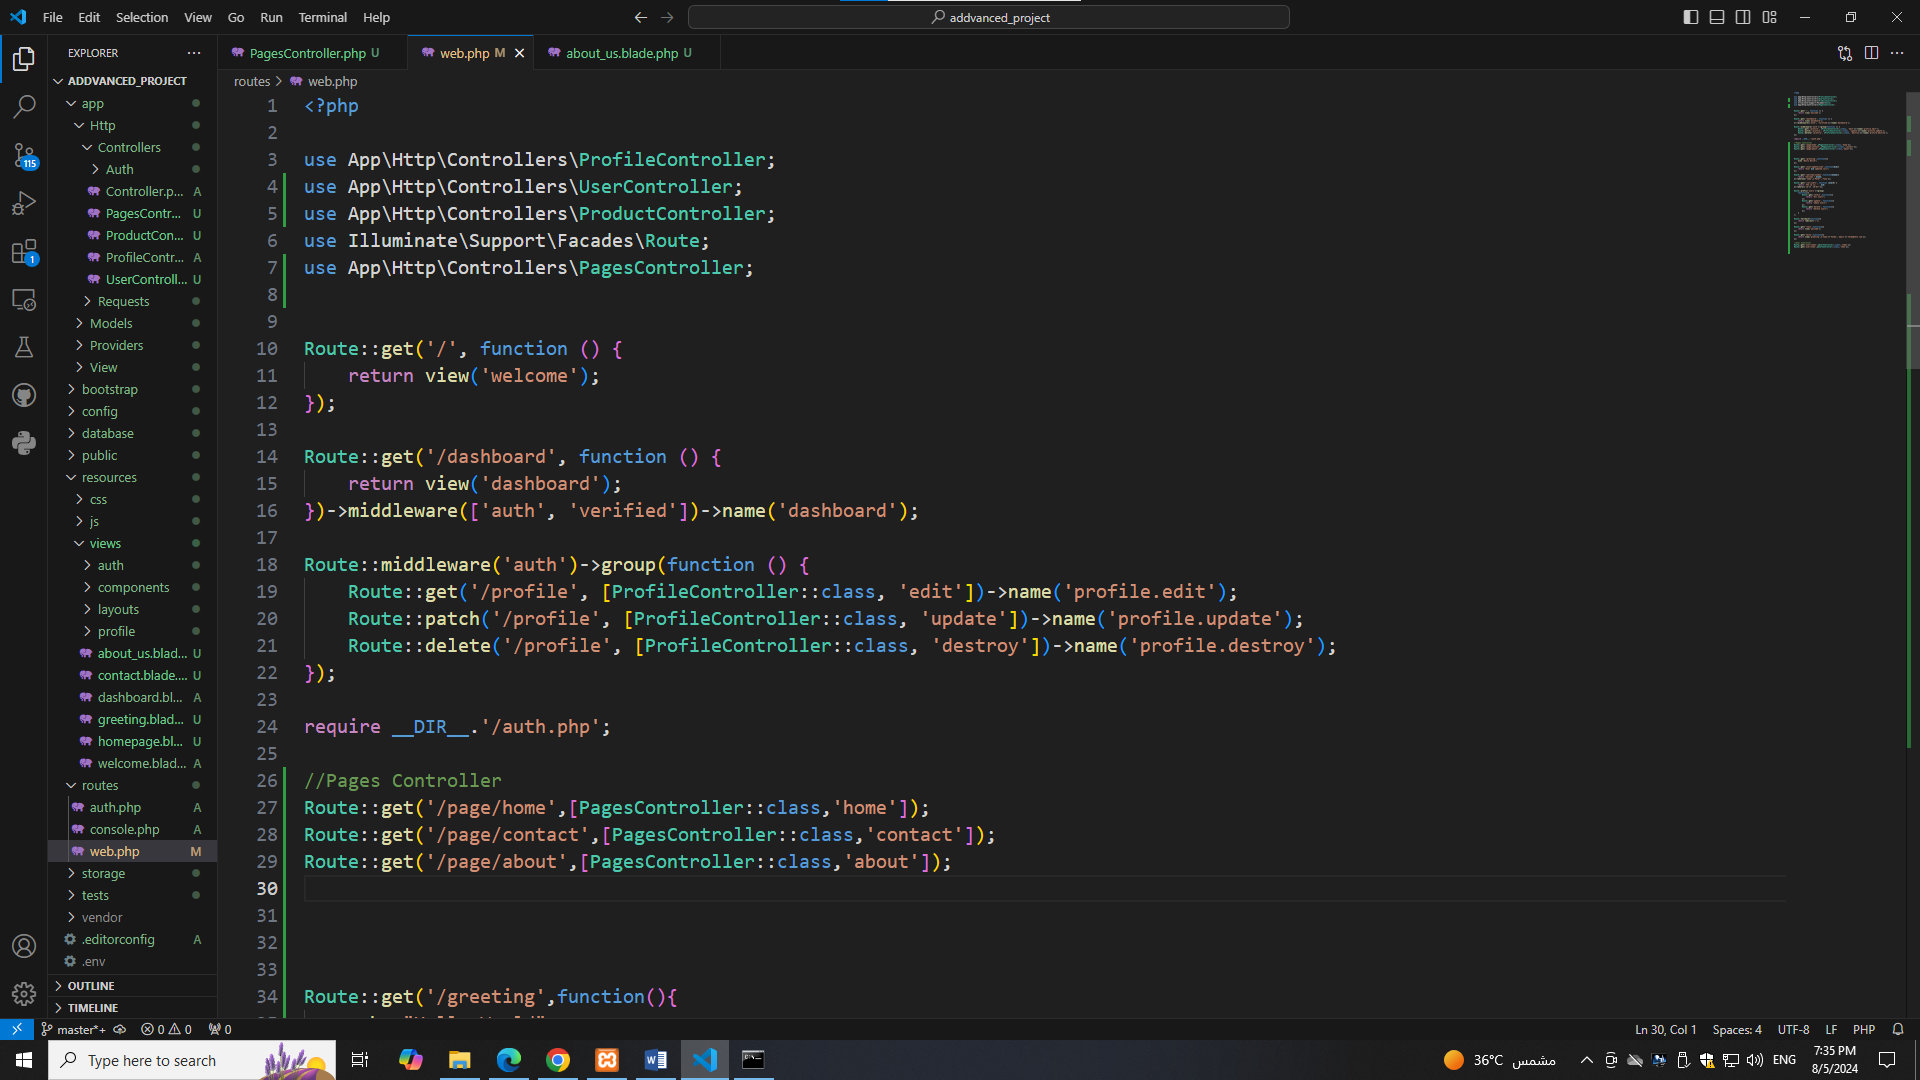 File Edit Selection View Go Run Terminal Help
addvanced_project
EXPLORER
ADDVANCED_PROJECT
app
Http
Controllers
Auth
Controller.p... A
PagesContr... U
ProductCon... U
ProfileContr... A
UserControll... U
Requests
Models
Providers
View
bootstrap
config
database
public
resources
css
js
views
auth
components
layouts
profile
about_us.blad... U
contact.blade.... U
dashboard.bl... A
greeting.blad... U
homepage.bl... U
welcome.blad... A
routes
auth.php A
console.php A
web.php M
storage
tests
vendor
.editorconfig A
.env
OUTLINE
TIMELINE
115
1
PagesController.php U
web.php M
about_us.blade.php U
routes > web.php
1 <?php
2
3 use App\Http\Controllers\ProfileController;
4 use App\Http\Controllers\UserController;
5 use App\Http\Controllers\ProductController;
6 use Illuminate\Support\Facades\Route;
7 use App\Http\Controllers\PagesController;
8
9
10 Route::get('/', function () {
11 return view('welcome');
12 });
13
14 Route::get('/dashboard', function () {
15 return view('dashboard');
16 })->middleware(['auth', 'verified'])->name('dashboard');
17
18 Route::middleware('auth')->group(function () {
19 Route::get('/profile', [ProfileController::class, 'edit'])->name('profile.edit');
20 Route::patch('/profile', [ProfileController::class, 'update'])->name('profile.update');
21 Route::delete('/profile', [ProfileController::class, 'destroy'])->name('profile.destroy');
22 });
23
24 require __DIR__.'/auth.php';
25
26 //Pages Controller
27 Route::get('/page/home',[PagesController::class,'home']);
28 Route::get('/page/contact',[PagesController::class,'contact']);
29 Route::get('/page/about',[PagesController::class,'about']);
30
31
32
33
34 Route::get('/greeting',function(){
master*+ 0 0 0
Ln 30, Col 1 Spaces: 4 UTF-8 LF PHP
Type here to search
36°C مشمس
ENG
7:35 PM
8/5/2024